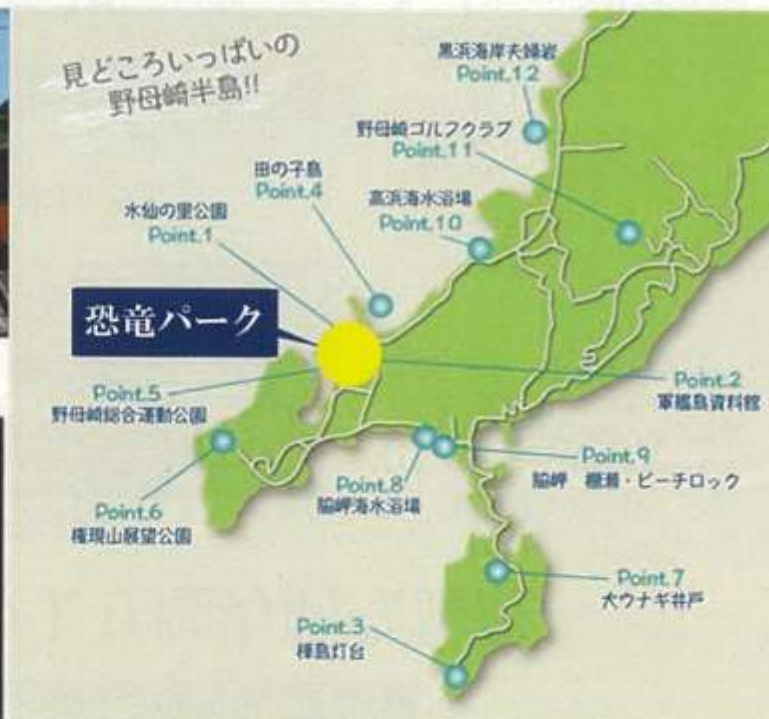 見どころいっぱいの
野母崎半島!!
黒浜海岸夫婦岩
Point.12
野母崎ゴルフクラブ
Point.11
田の子島
Point.4
高浜海水浴場
Point.10
水仙の里公園
Point.1
恐竜パーク
Point.5
野母崎総合運動公園
Point.2
軍艦島資料館
Point.9
脇岬 棚瀬・ビーチロック
Point.8
脇岬海水浴場
Point.6
権現山展望公園
Point.7
大ウナギ井戸
Point.3
樺島灯台